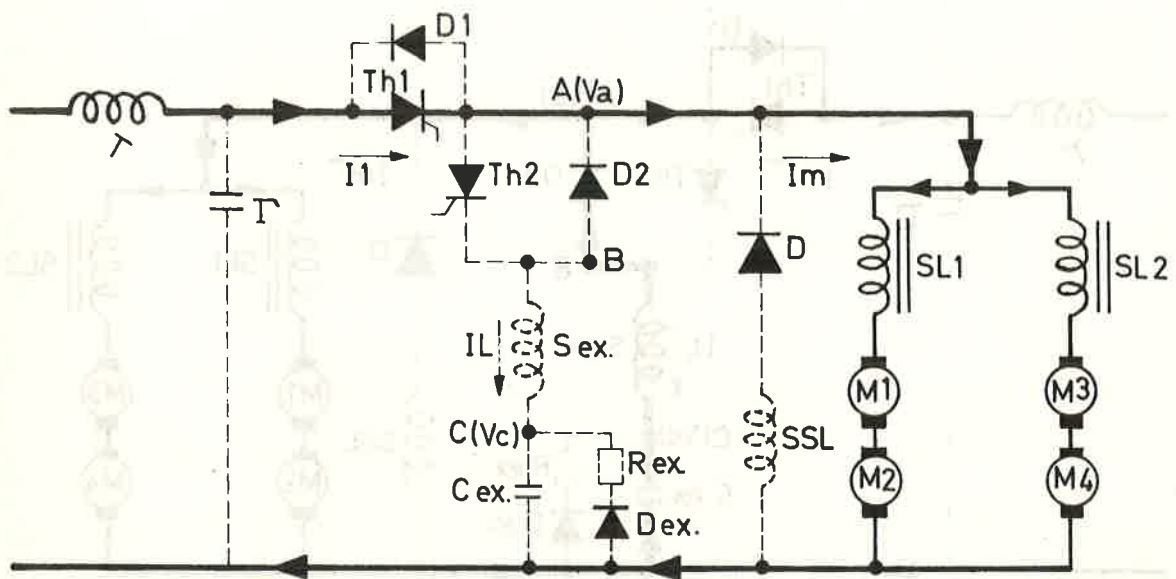 D1
Th1
A(Va)
I1
Th2
D2
Im
T
B
D
SL1
SL2
IL
S ex.
C(Vc)
SSL
M1
M3
R ex.
C ex.
M2
M4
D ex.